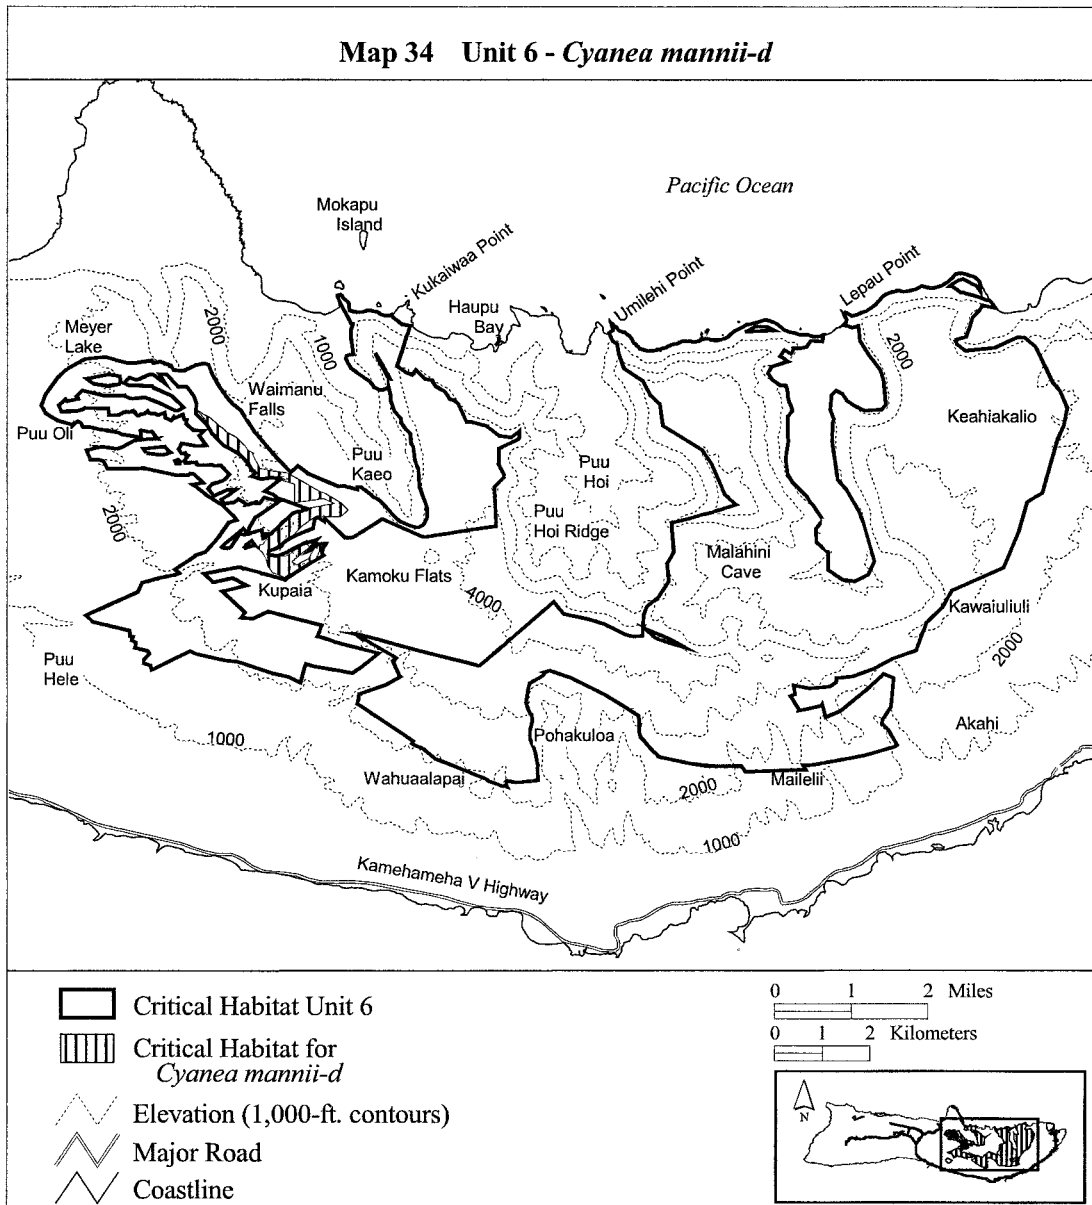 Map 34 Unit 6 - Cyanea mannii-d
Pacific Ocean
Mokapu
Island
Kukaiwaa Point
Haupu
Bay
Umilehi Point
Lepau Point
Meyer
Lake
2000
1000
2000
Waimanu
Falls
Keahiakalio
Puu Oli
Puu
Kaeo
Puu
Hoi
2000
Puu
Hoi Ridge
Malahini
Cave
Kupaia
Kamoku Flats
4000
Kawaiuliuli
2000
Puu
Hele
1000
Pohakuloa
Akahi
Wahuaalapai
Mailelii
2000
1000
Kamehameha V Highway
Critical Habitat Unit 6
Critical Habitat for
Cyanea mannii-d
Elevation (1,000-ft. contours)
Major Road
Coastline
0 1 2 Miles
0 1 2 Kilometers
N